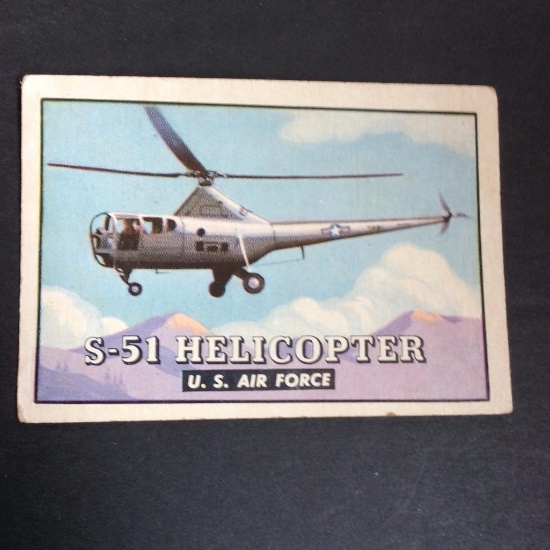 S-51 HELICOPTER
U. S. AIR FORCE